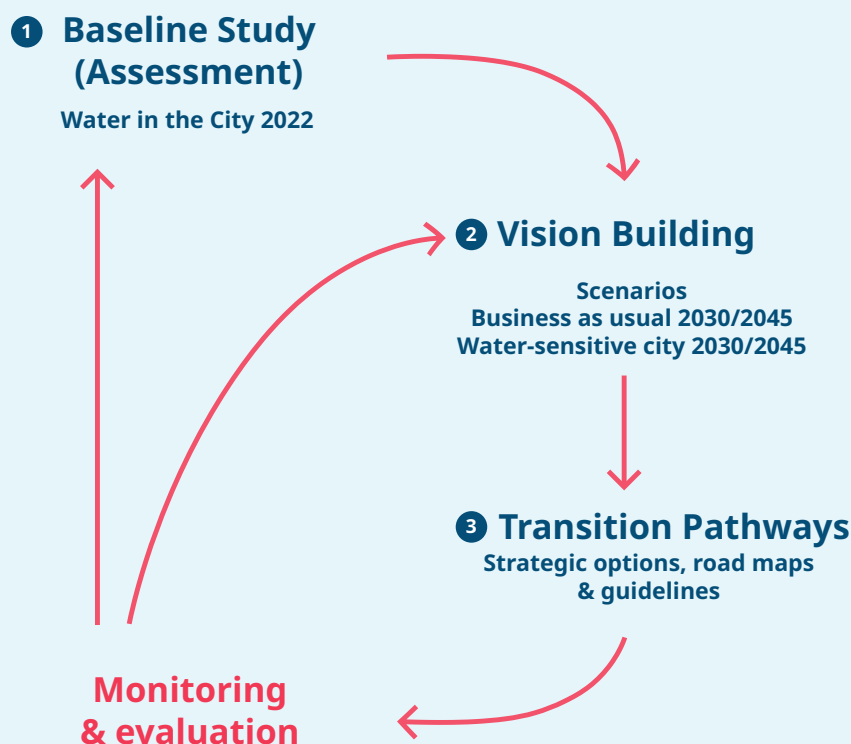 1 Baseline Study
(Assessment)
Water in the City 2022
2 Vision Building
Scenarios
Business as usual 2030/2045
Water-sensitive city 2030/2045
3 Transition Pathways
Strategic options, road maps
& guidelines
Monitoring
& evaluation